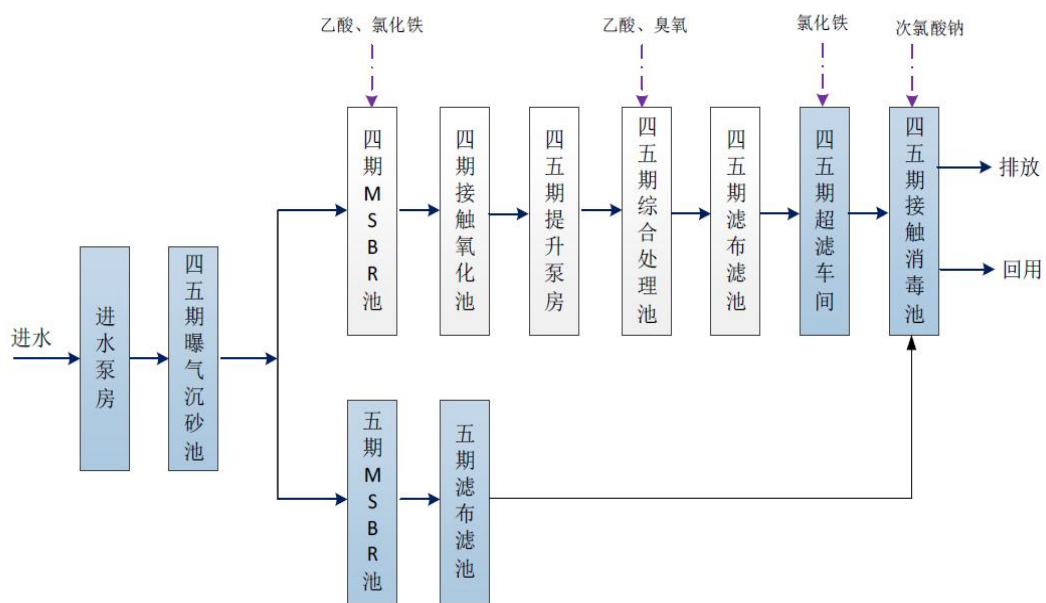 乙酸、氯化铁
乙酸、臭氧
氯化铁
次氯酸钠
进水
进水泵房
四五期曝气沉砂池
四期MSBR池
四期接触氧化池
四五期提升泵房
四五期综合处理池
四五期滤布滤池
四五期超滤车间
四五期接触消毒池
排放
回用
五期MSBR池
五期滤布滤池